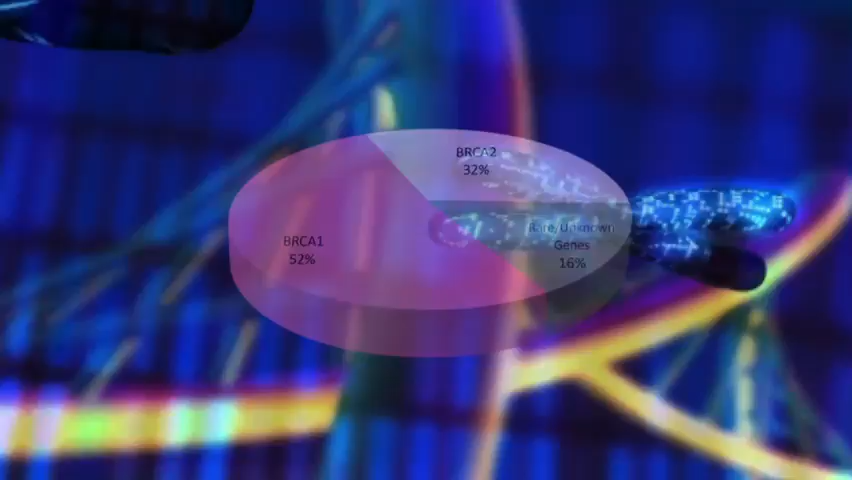 BRCA2
32%
Rare/Unknown
Genes
16%
BRCA1
52%